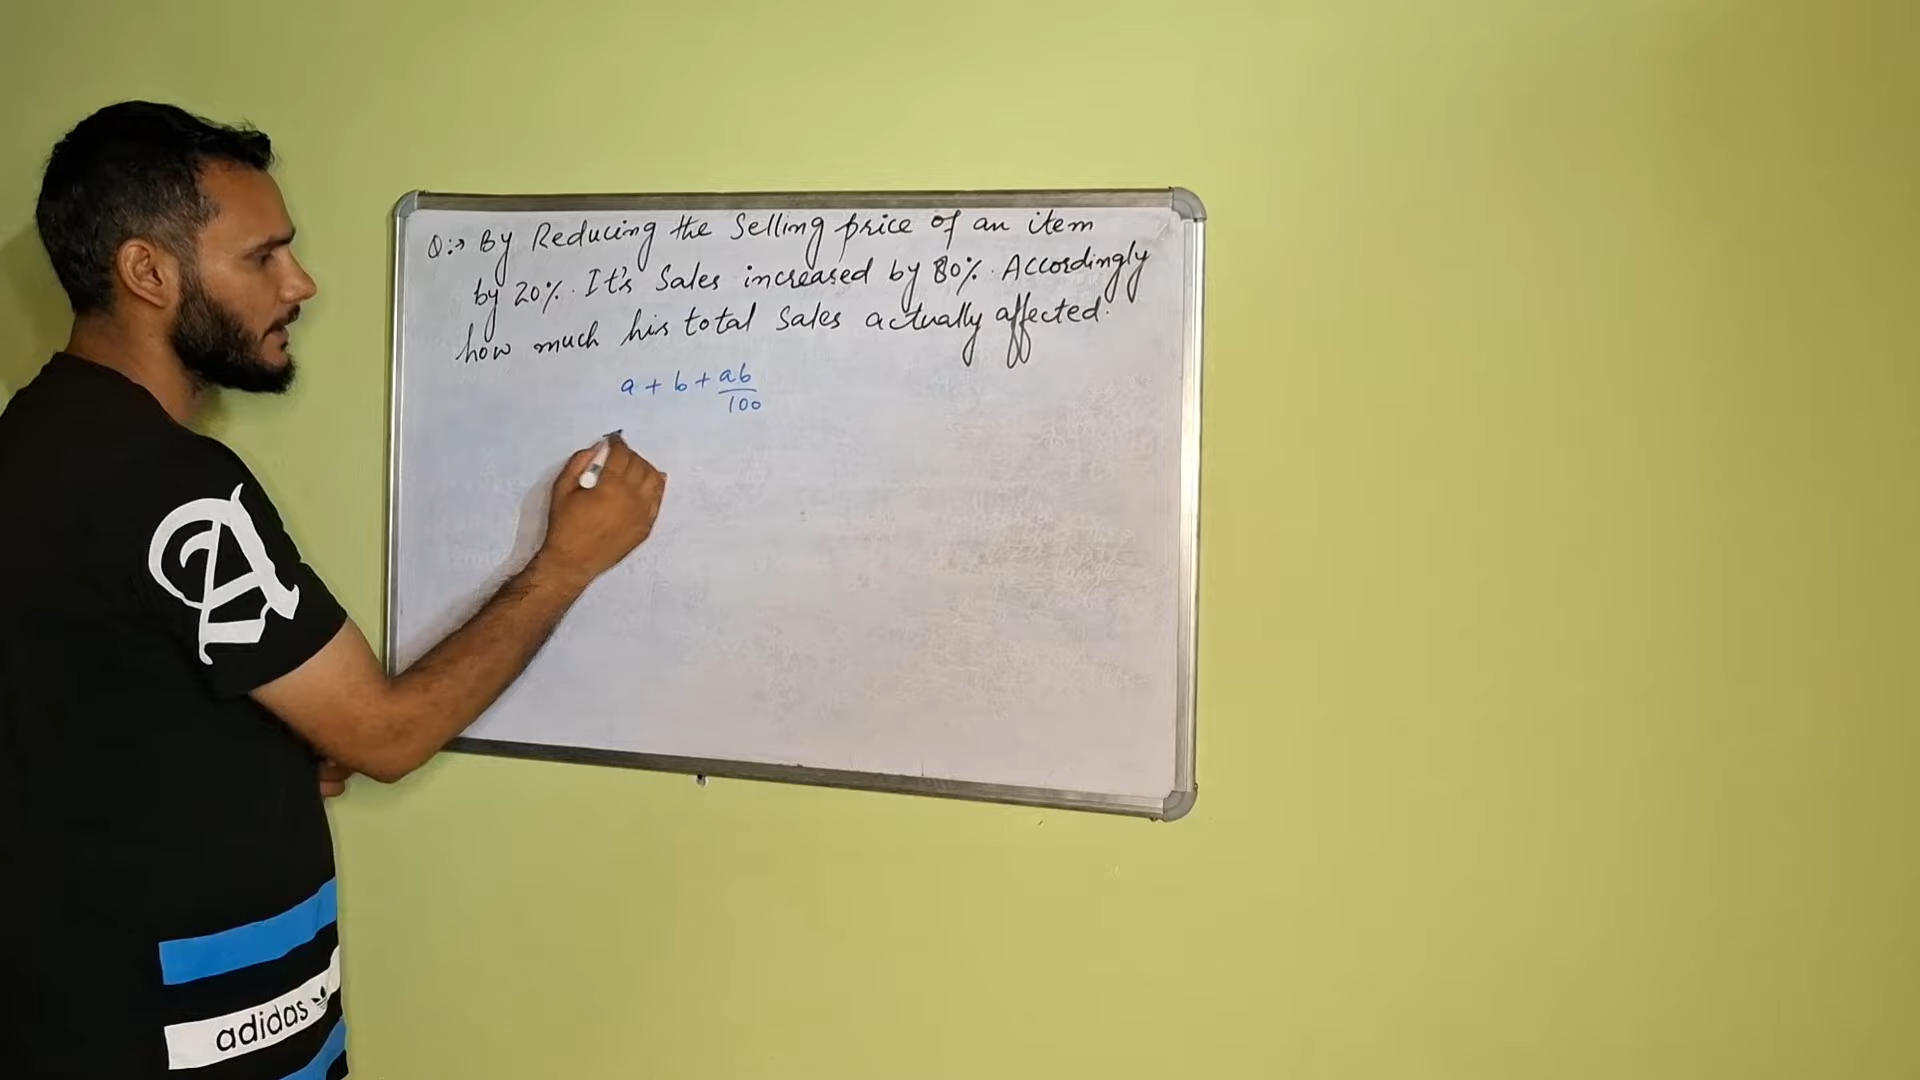 Q:→ By Reducing the Selling price of an item
by 20%. It's Sales increased by 80%. Accordingly
how much his total Sales actually affected.
a + b + ab
100
A
adidas